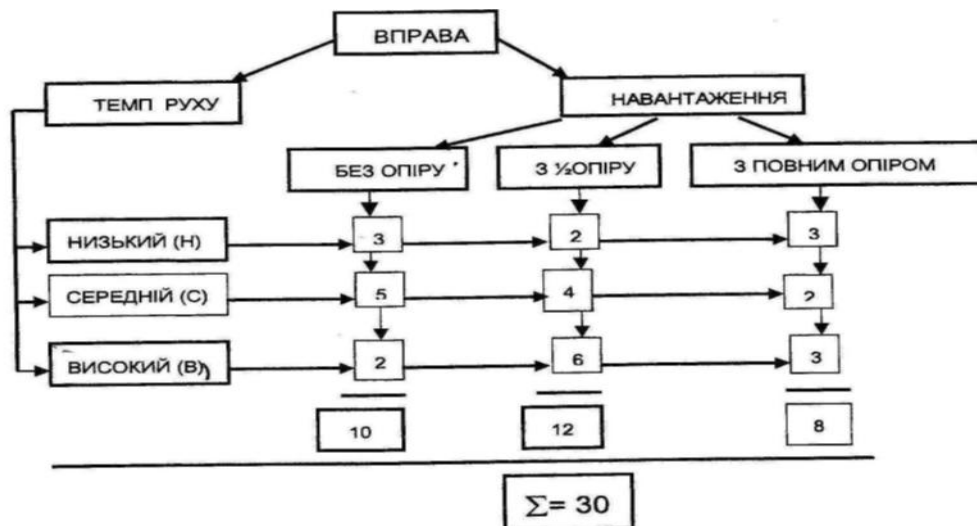 ВПРАВА
ТЕМП РУХУ
НАВАНТАЖЕННЯ
БЕЗ ОПІРУ
З ½ОПІРУ
З ПОВНИМ ОПІРОМ
НИЗЬКИЙ (Н)
3
2
3
СЕРЕДНІЙ (С)
5
4
2
ВИСОКИЙ (В)
2
6
3
10
12
8
∑= 30